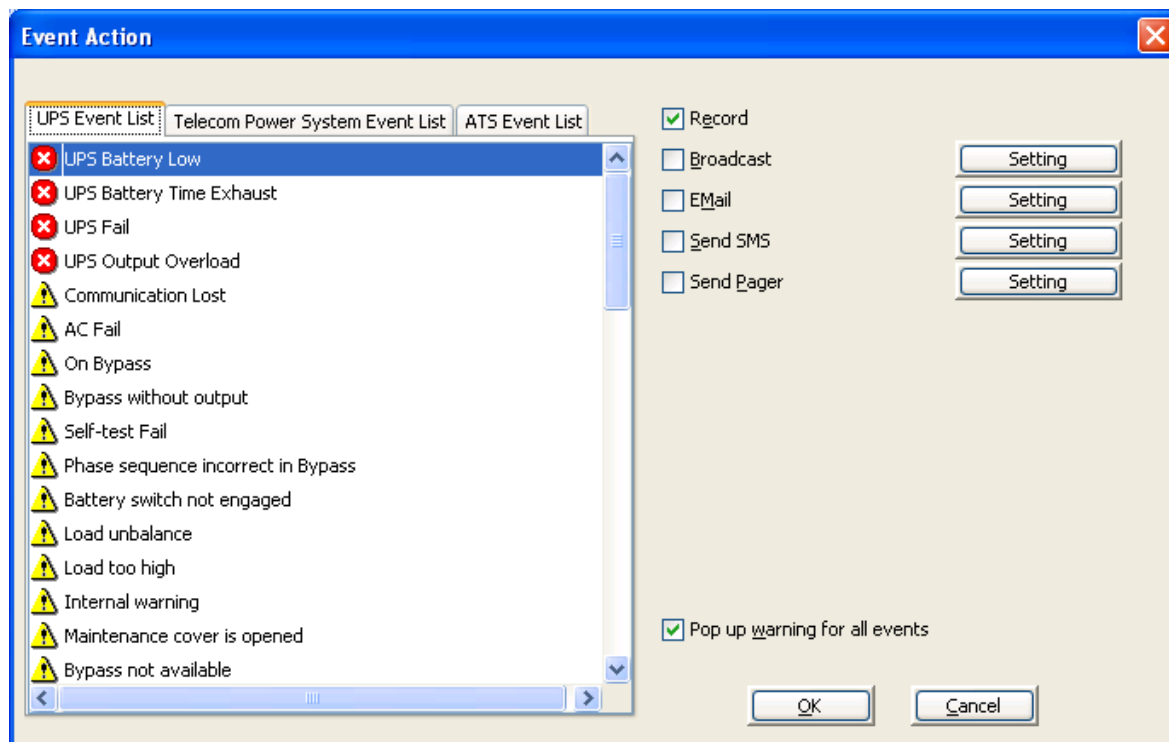 Event Action
UPS Event List
Telecom Power System Event List
ATS Event List
UPS Battery Low
UPS Battery Time Exhaust
UPS Fail
UPS Output Overload
Communication Lost
AC Fail
On Bypass
Bypass without output
Self-test Fail
Phase sequence incorrect in Bypass
Battery switch not engaged
Load unbalance
Load too high
Internal warning
Maintenance cover is opened
Bypass not available
Record
Broadcast
Setting
EMail
Setting
Send SMS
Setting
Send Pager
Setting
Pop up warning for all events
OK
Cancel